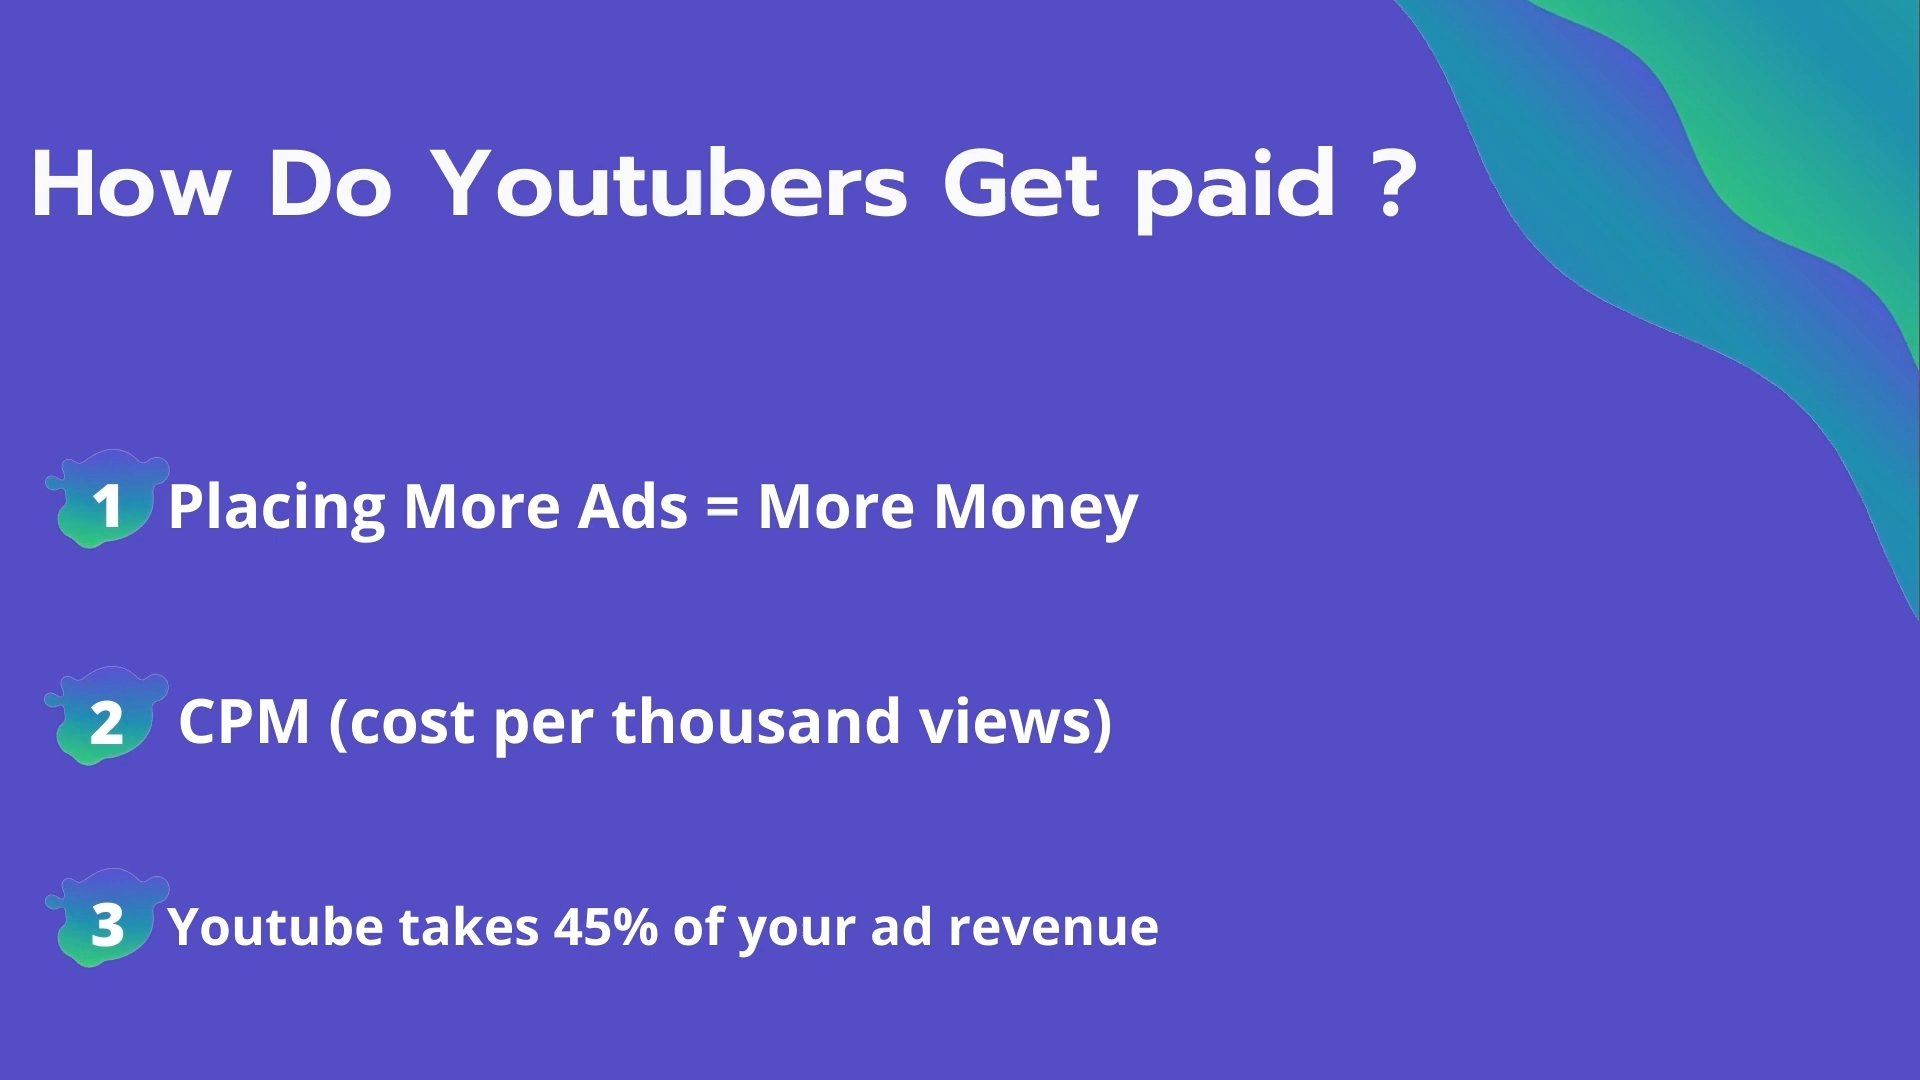 How Do Youtubers Get paid ?
1 Placing More Ads = More Money
2 CPM (cost per thousand views)
3 Youtube takes 45% of your ad revenue